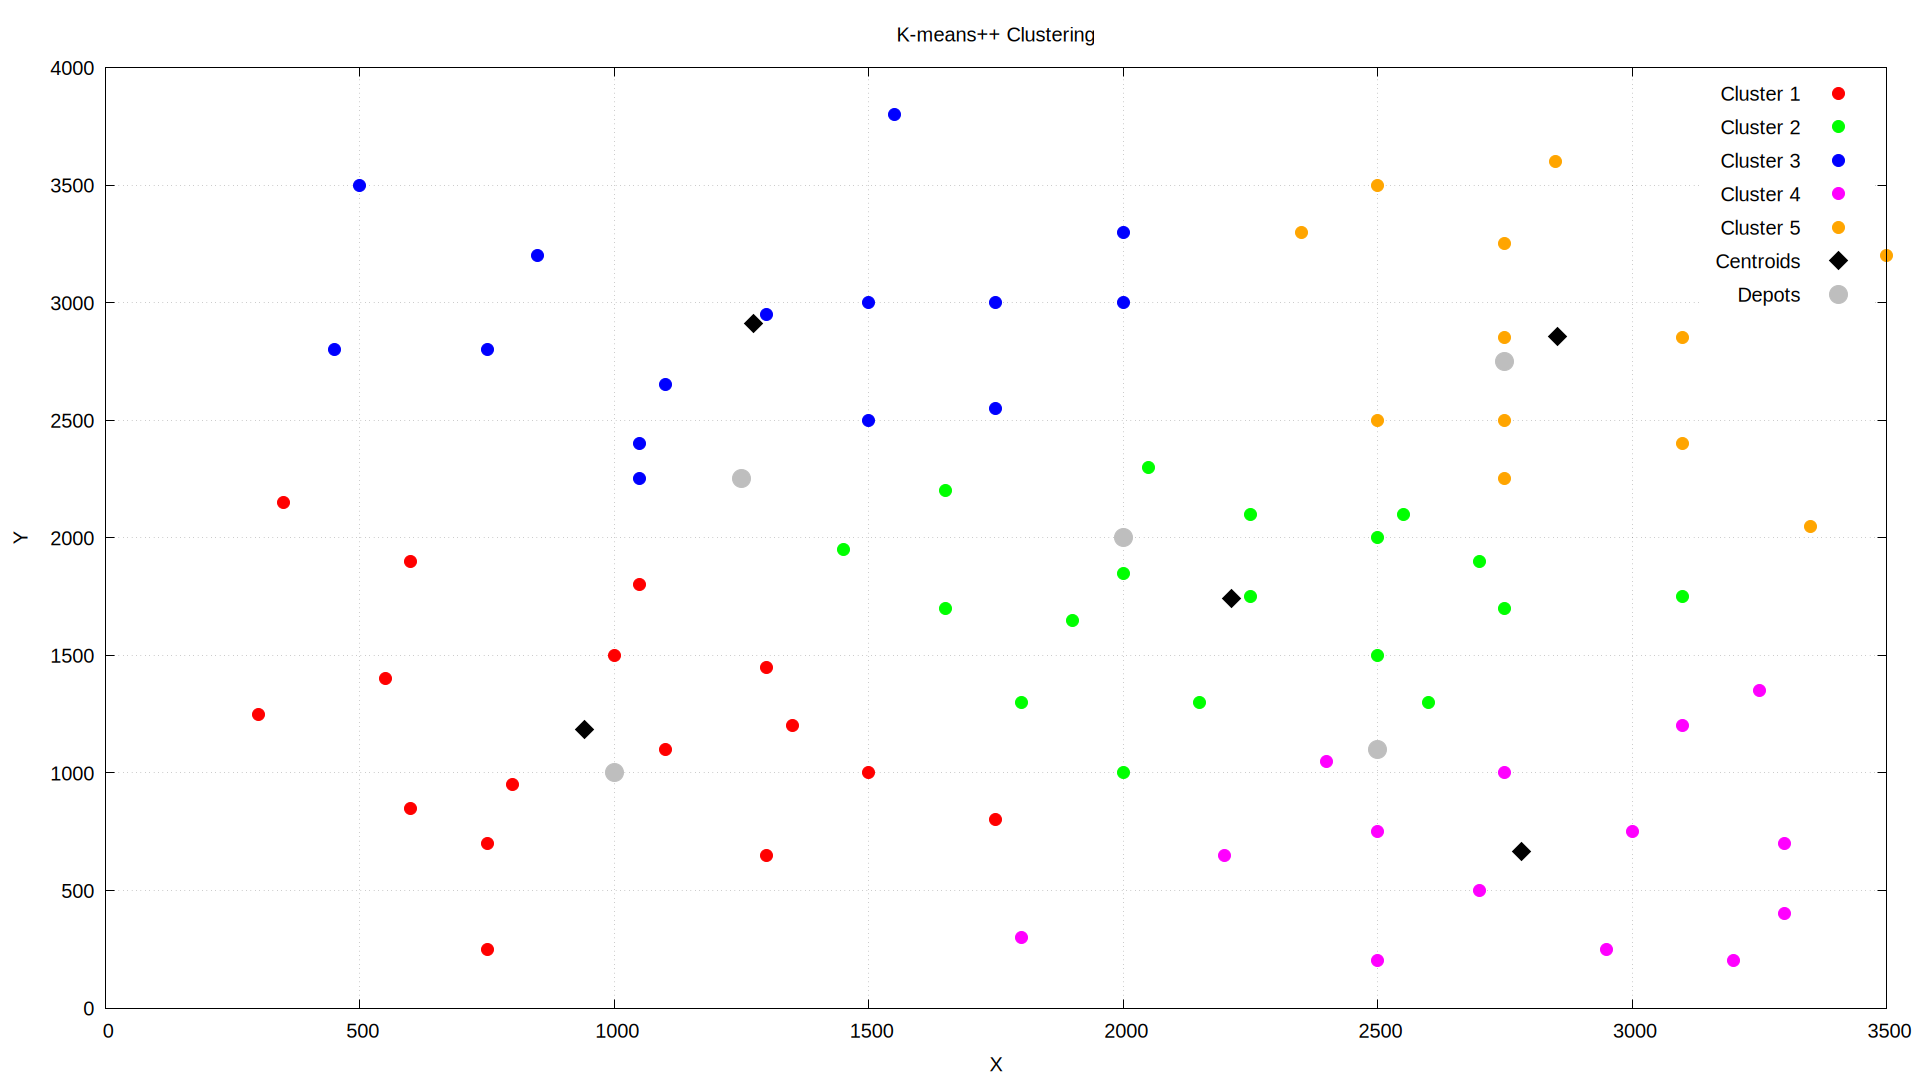 K-means++ Clustering
4000
3500
3000
2500
2000
1500
1000
500
0
Y
0 500 1000 1500 2000 2500 3000 3500
X
Cluster 1
Cluster 2
Cluster 3
Cluster 4
Cluster 5
Centroids
Depots